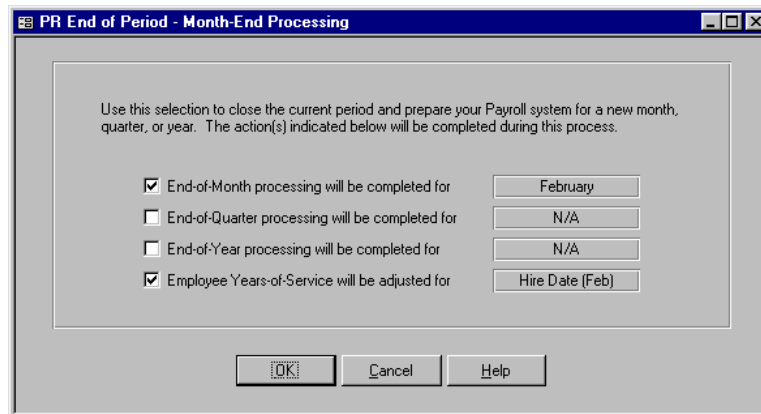 PR End of Period - Month-End Processing
Use this selection to close the current period and prepare your Payroll system for a new month,
quarter, or year. The action(s) indicated below will be completed during this process.
End-of-Month processing will be completed for February
End-of-Quarter processing will be completed for N/A
End-of-Year processing will be completed for N/A
Employee Years-of-Service will be adjusted for Hire Date (Feb)
OK Cancel Help